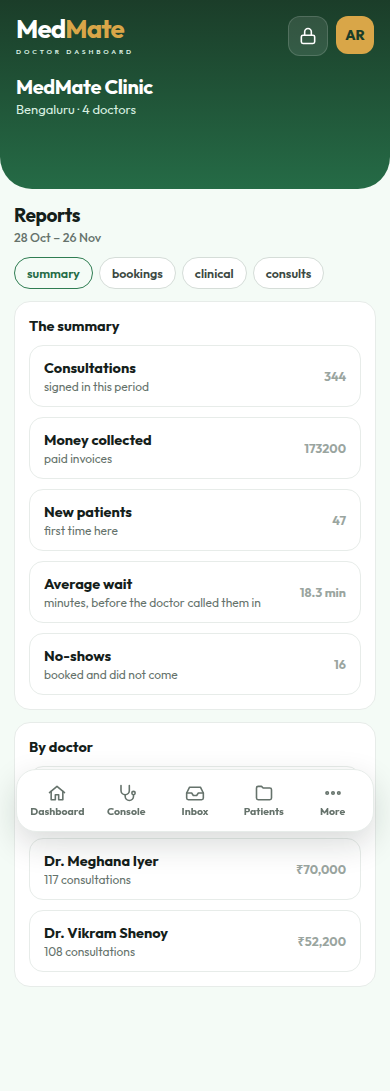 MedMate
DOCTOR DASHBOARD
AR
MedMate Clinic
Bengaluru · 4 doctors
Reports
28 Oct – 26 Nov
summary
bookings
clinical
consults
The summary
Consultations
344
signed in this period
Money collected
173200
paid invoices
New patients
47
first time here
Average wait
18.3 min
minutes, before the doctor called them in
No-shows
16
booked and did not come
By doctor
Dashboard
Console
Inbox
Patients
More
Dr. Meghana Iyer
₹70,000
117 consultations
Dr. Vikram Shenoy
₹52,200
108 consultations